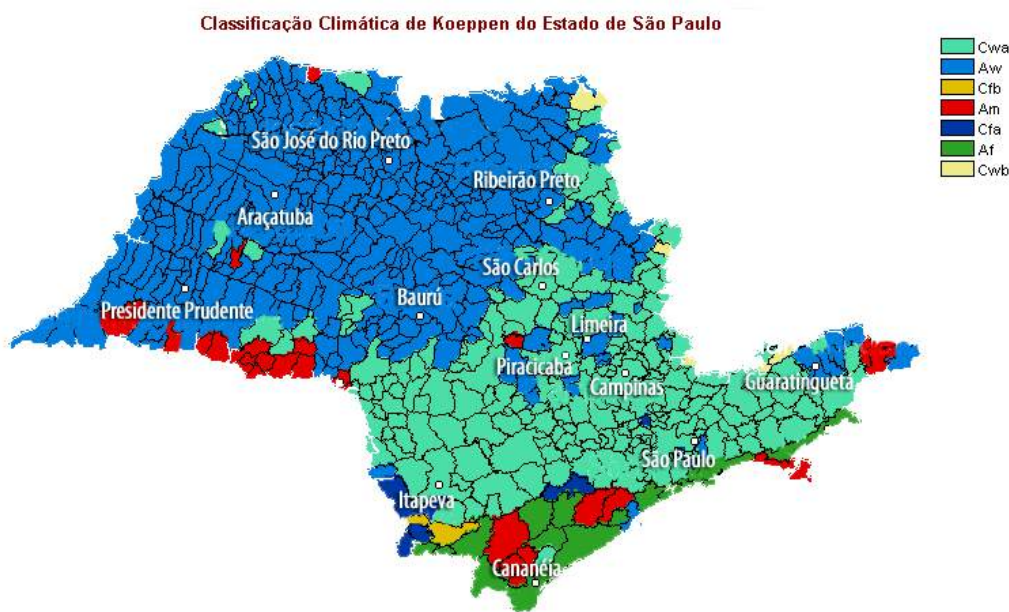 Classificação Climática de Koeppen do Estado de São Paulo
Cwa
Aw
Cfb
Am
Cfa
Af
Cwb
São José do Rio Preto
Ribeirão Preto
Araçatuba
São Carlos
Presidente Prudente
Baurú
Limeira
Piracicaba
Campinas
Guaratinguetá
São Paulo
Itapeva
Cananéia